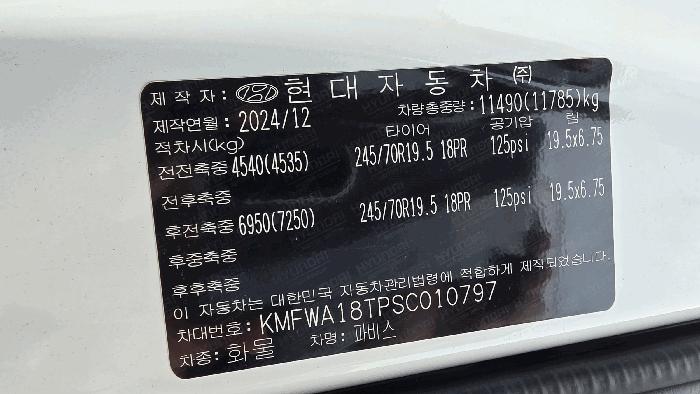 제 작 자 : 현 대 자 동 차 ㈜
제작연월 : 2024/12 차량총중량 : 11490(11785)kg
적차시(kg) 타이어 공기압 림
전전축중 4540(4535) 245/70R19.5 18PR 125psi 19.5x6.75
전후축중
후전축중 6950(7250) 245/70R19.5 18PR 125psi 19.5x6.75
후중축중
후후축중
이 자동차는 대한민국 자동차관리법령에 적합하게 제작되었습니다.
차대번호 : KMFWA18TPSC010797
차종 : 화물 차명 : 파비스